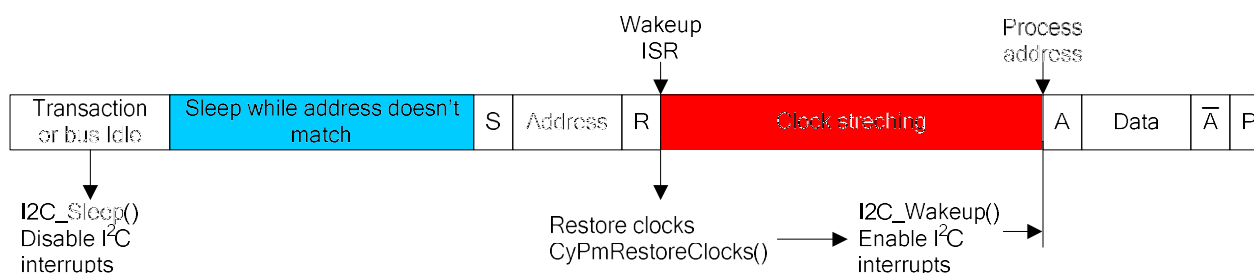 Wakeup
ISR
Process
address
Transaction
or bus Idle
Sleep while address doesn't
match
S
Address
R
Clock streching
A
Data
A̅
P
I2C_Sleep()
Disable I²C
interrupts
Restore clocks
CyPmRestoreClocks()
I2C_Wakeup()
Enable I²C
interrupts